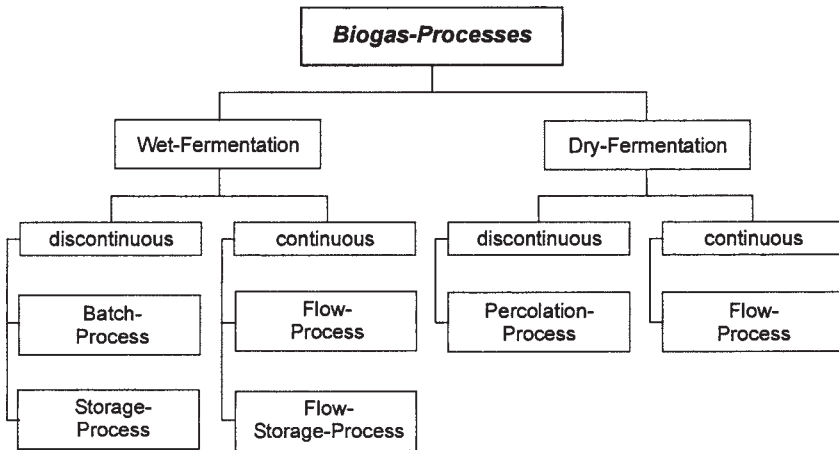 Biogas-Processes
Wet-Fermentation
Dry-Fermentation
discontinuous
continuous
discontinuous
continuous
Batch-
Process
Flow-
Process
Percolation-
Process
Flow-
Process
Storage-
Process
Flow-
Storage-Process